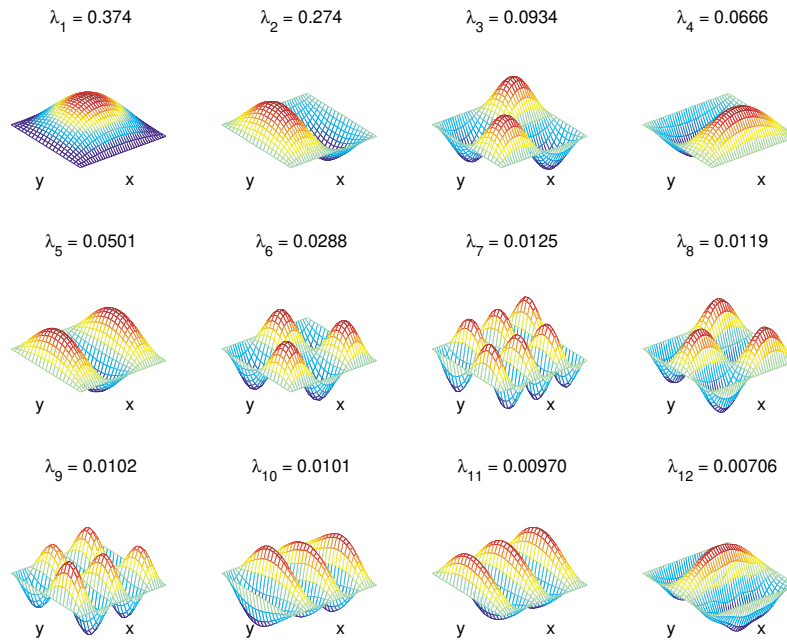 λ1 = 0.374
λ2 = 0.274
λ3 = 0.0934
λ4 = 0.0666
y x
y x
y x
y x
λ5 = 0.0501
λ6 = 0.0288
λ7 = 0.0125
λ8 = 0.0119
y x
y x
y x
y x
λ9 = 0.0102
λ10 = 0.0101
λ11 = 0.00970
λ12 = 0.00706
y x
y x
y x
y x